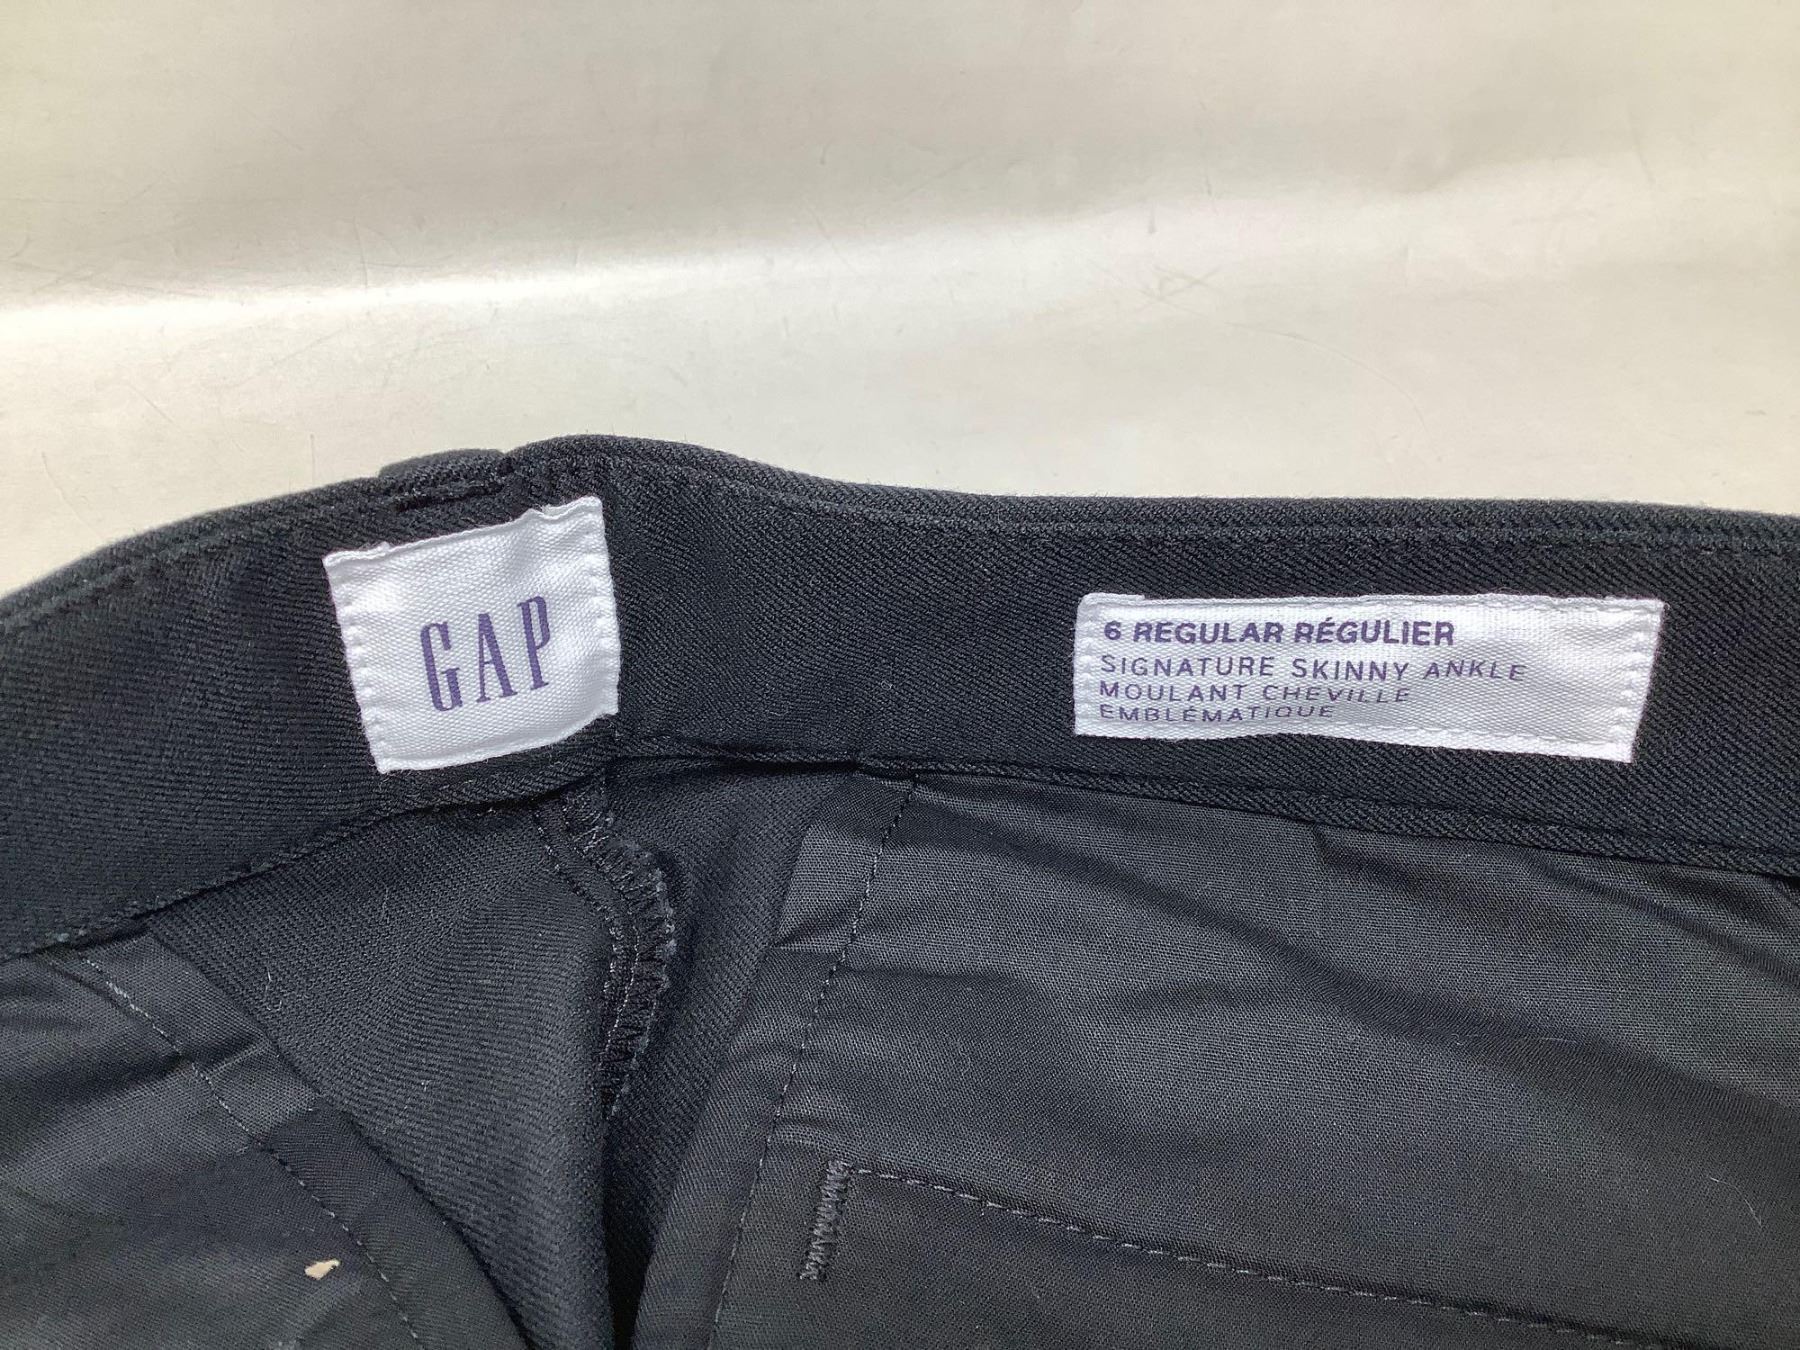 GAP
6 REGULAR RÉGULIER
SIGNATURE SKINNY ANKLE
MOULANT CHEVILLE
EMBLÉMATIQUE